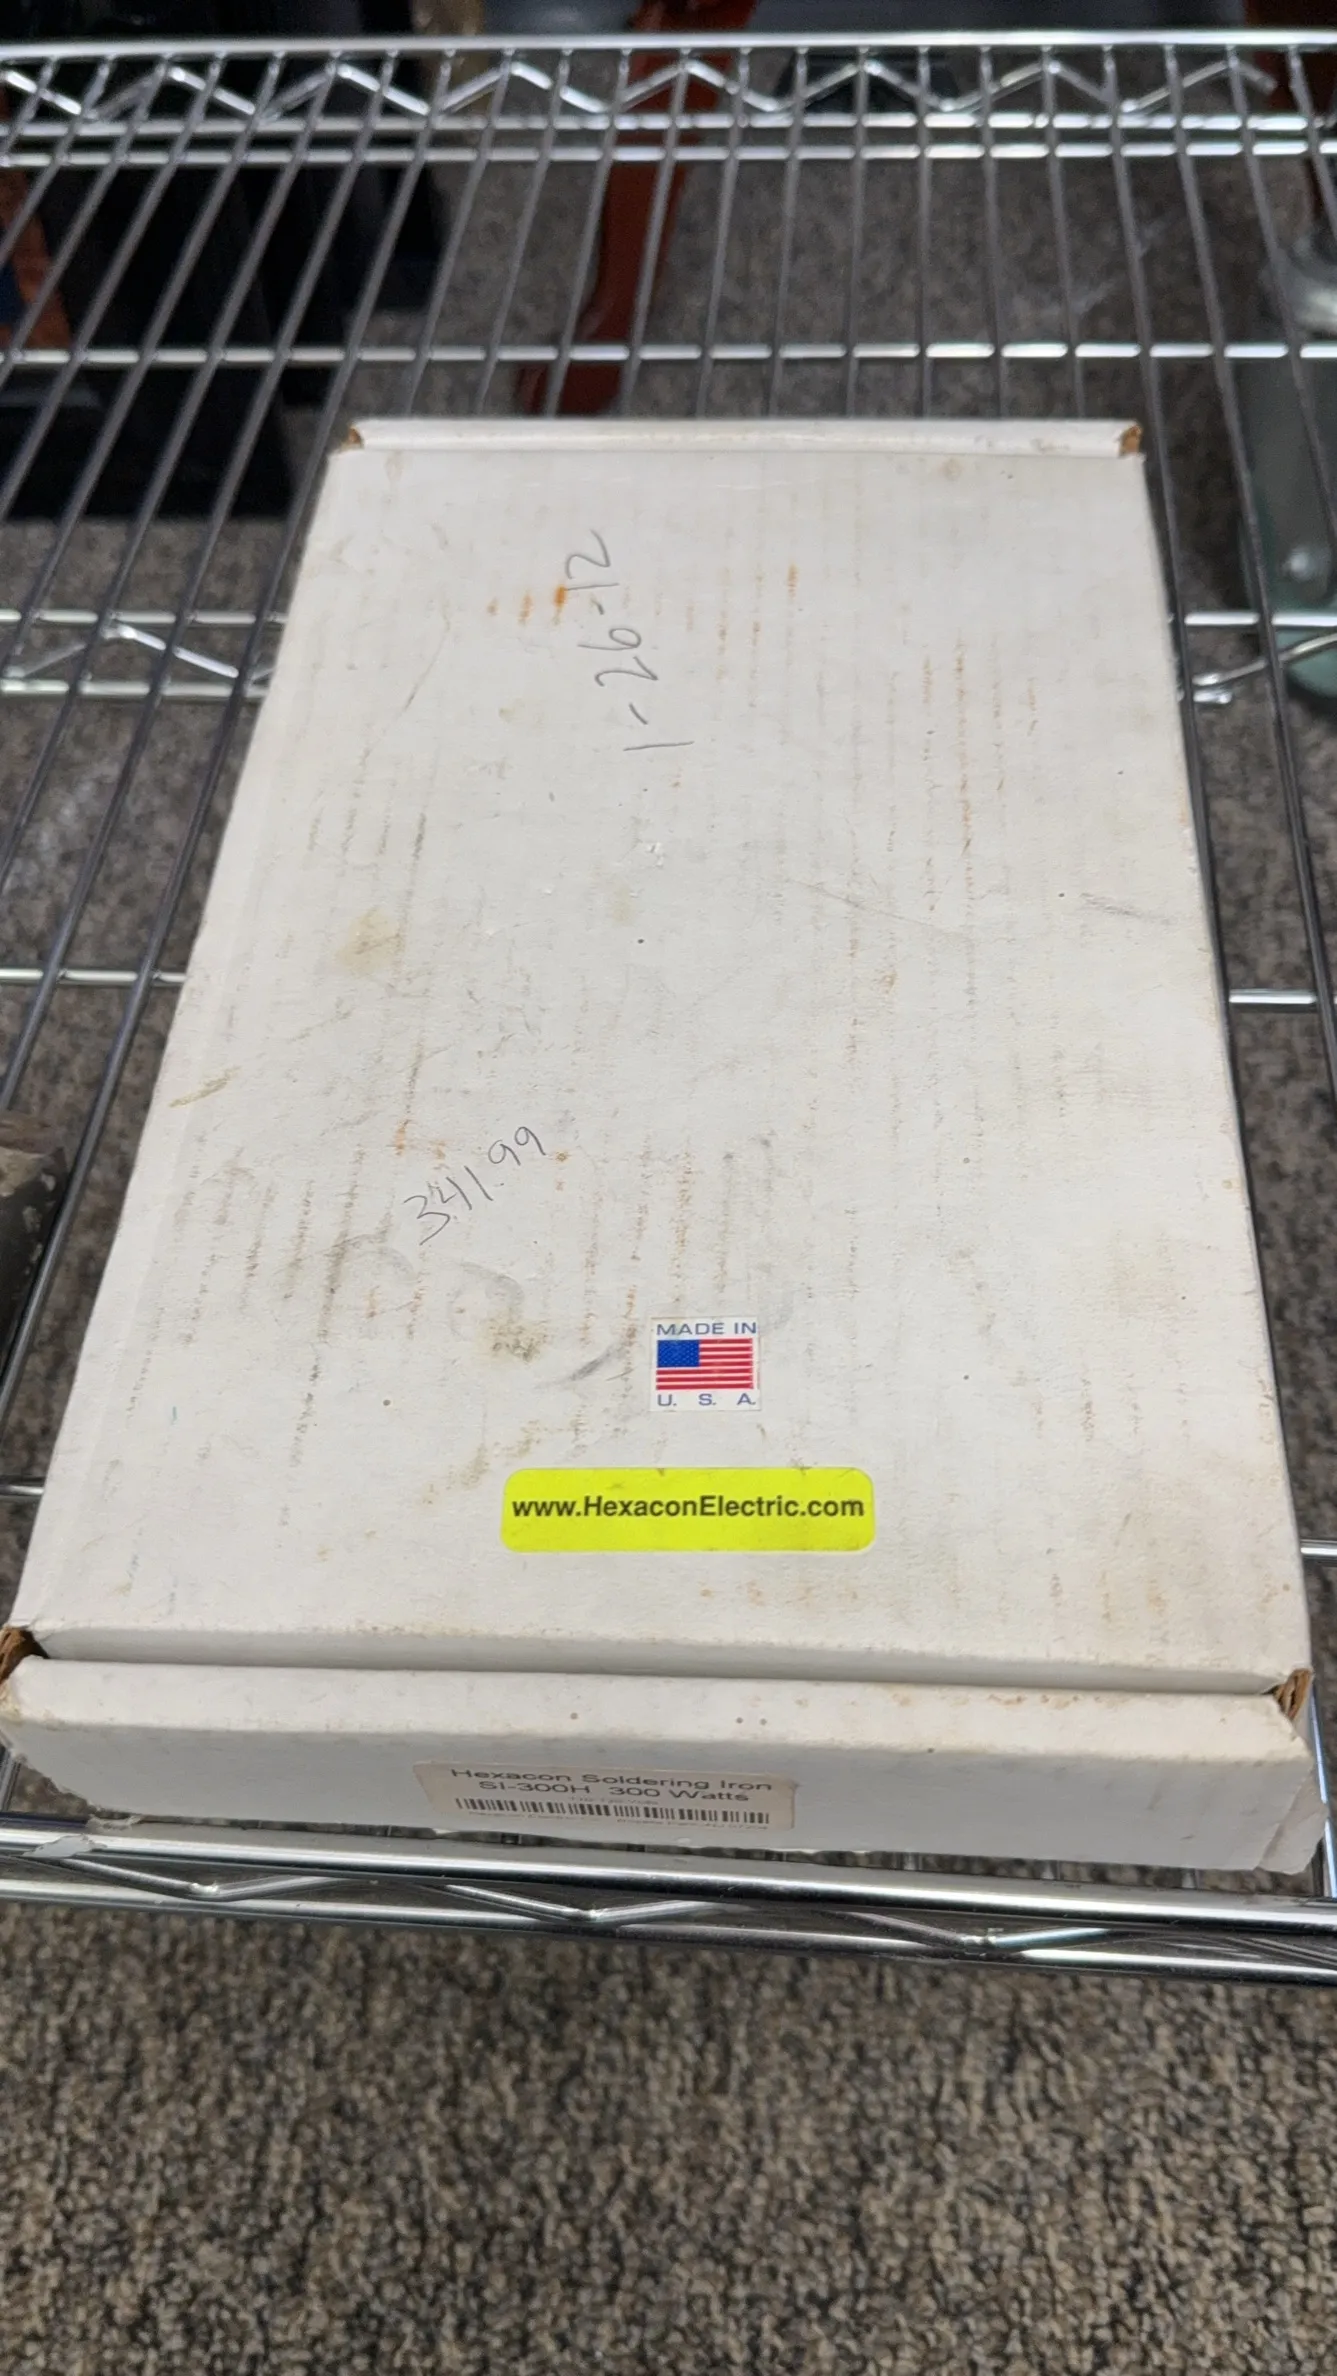 1-26-12
341.99
MADE IN
U. S. A.
www.HexaconElectric.com
Hexacon Soldering Iron
SI-300H 300 Watts